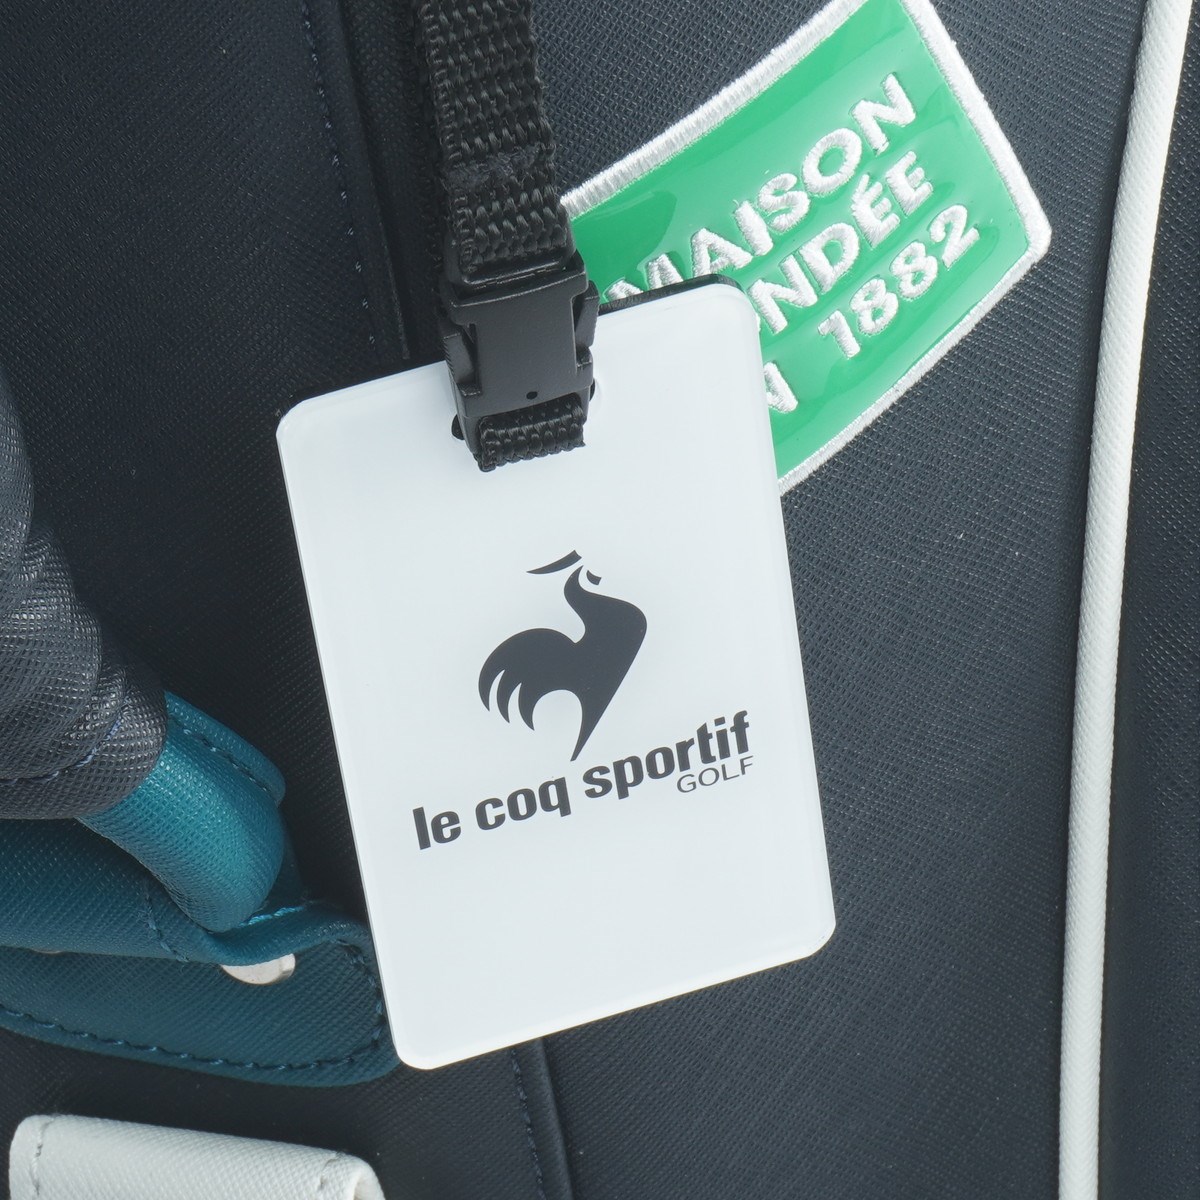 MAISON
NDÉE
1882
le coq sportif
GOLF